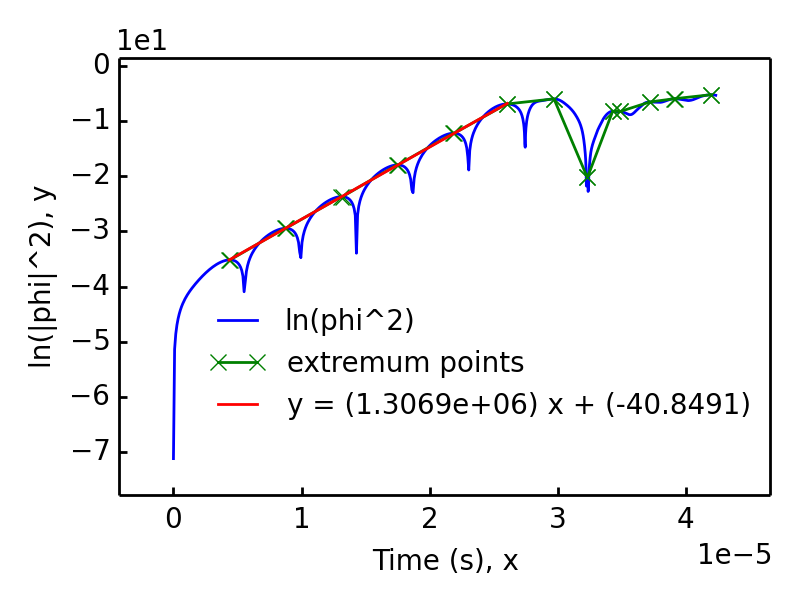 1e1
0
−1
−2
−3
−4
−5
−6
−7
ln(|phi|^2), y
ln(phi^2)
extremum points
y = (1.3069e+06) x + (-40.8491)
0 1 2 3 4
1e−5
Time (s), x